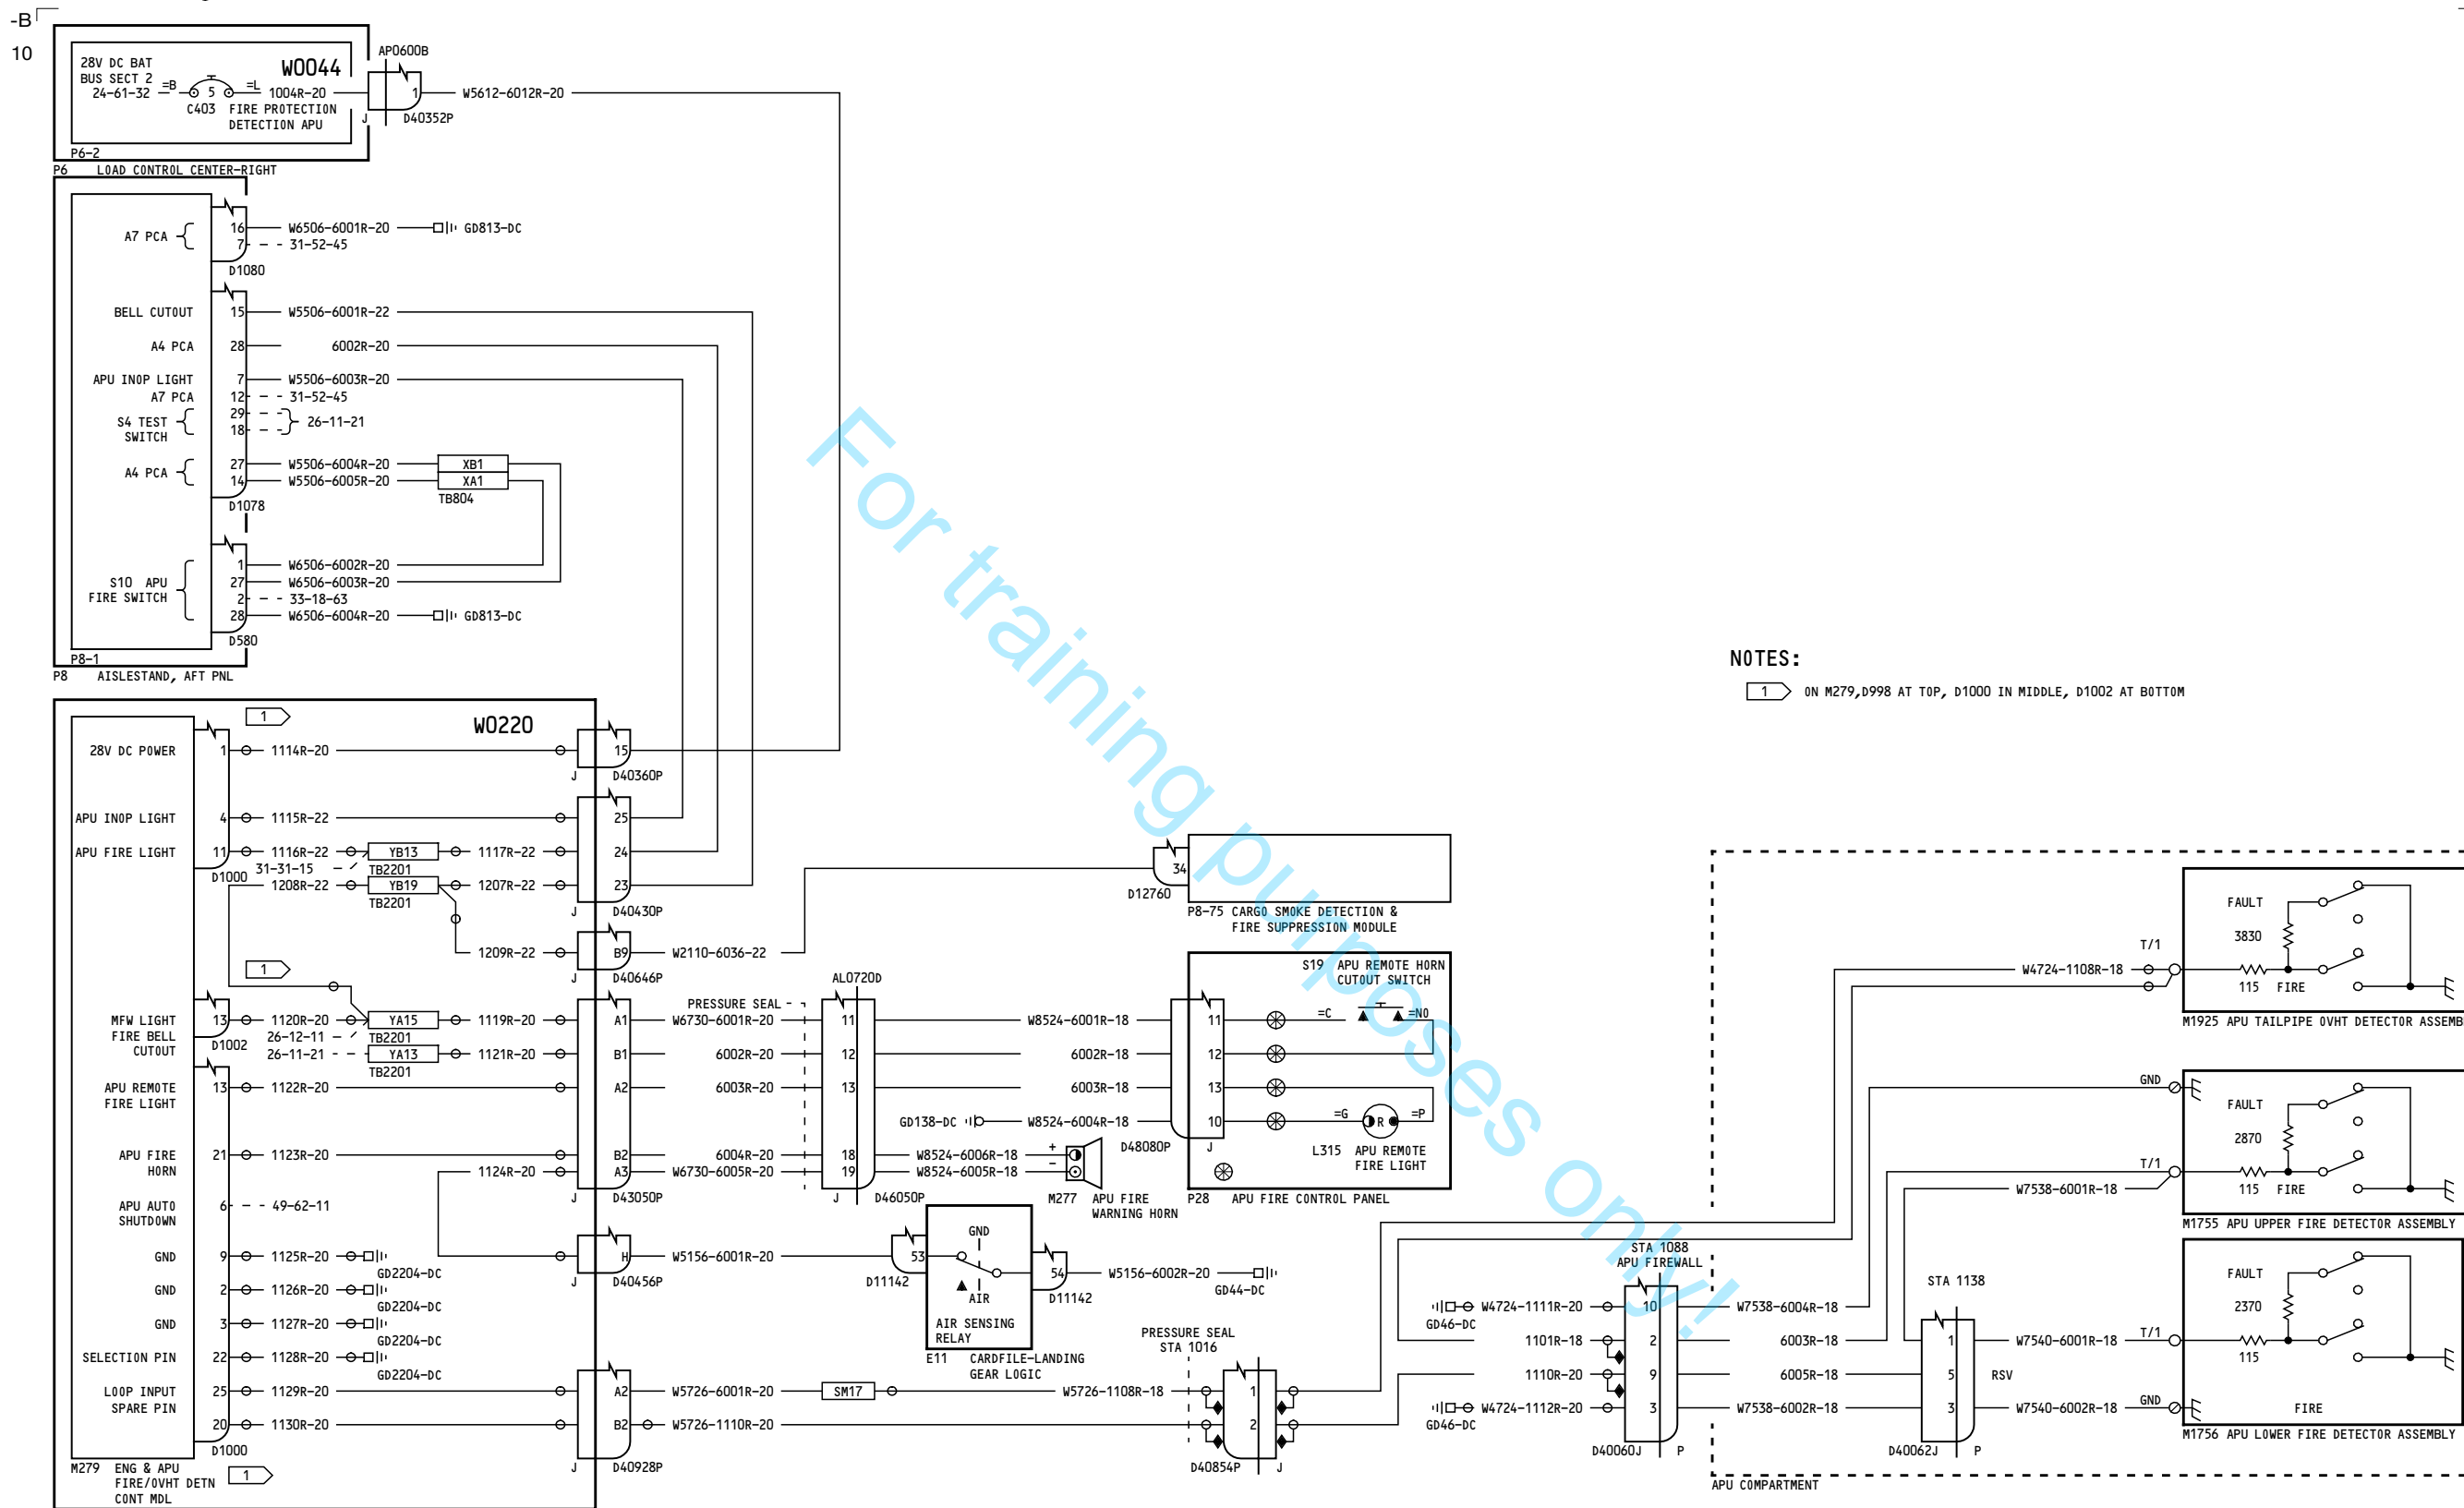 -B
10
28V DC BAT
BUS SECT 2
24-61-32 =B 5 =L 1004R-20
C403 FIRE PROTECTION
DETECTION APU
W0044
AP0600B
1 W5612-6012R-20
J D40352P
P6-2
P6 LOAD CONTROL CENTER-RIGHT
A7 PCA
16 W6506-6001R-20 GD813-DC
7 31-52-45
D1080
BELL CUTOUT 15 W5506-6001R-22
A4 PCA 28 6002R-20
APU INOP LIGHT 7 W5506-6003R-20
A7 PCA 12 31-52-45
S4 TEST
SWITCH
29
18
26-11-21
A4 PCA
27 W5506-6004R-20 XB1
14 W5506-6005R-20 XA1
TB804
D1078
S10 APU
FIRE SWITCH
1 W6506-6002R-20
27 W6506-6003R-20
2 33-18-63
28 W6506-6004R-20 GD813-DC
D580
P8-1
P8 AISLESTAND, AFT PNL
NOTES:
1 ON M279,D998 AT TOP, D1000 IN MIDDLE, D1002 AT BOTTOM
1
W0220
28V DC POWER 1 1114R-20 15
J D40360P
APU INOP LIGHT 4 1115R-22 25
APU FIRE LIGHT 11 1116R-22 YB13 1117R-22 24
D1000 31-31-15 TB2201
1208R-22 YB19 1207R-22 23
TB2201
J D40430P
1209R-22 B9 W2110-6036-22
J D40646P
34
D12760
P8-75 CARGO SMOKE DETECTION &
FIRE SUPPRESSION MODULE
1
MFW LIGHT
FIRE BELL
CUTOUT
13 1120R-20 YA15 1119R-20 A1 W6730-6001R-20
D1002 26-12-11 TB2201
26-11-21 YA13 1121R-20 B1 6002R-20
TB2201
APU REMOTE
FIRE LIGHT
13 1122R-20 A2 6003R-20
APU FIRE
HORN
21 1123R-20 B2 6004R-20
1124R-20 A3 W6730-6005R-20
J D43050P
PRESSURE SEAL
AL0720D
11 W8524-6001R-18 11
12 6002R-18 12
13 6003R-18 13
GD138-DC W8524-6004R-18 10
18 W8524-6006R-18 +
19 W8524-6005R-18 -
J D46050P
M277 APU FIRE
WARNING HORN
D48080P J
S19 APU REMOTE HORN
CUTOUT SWITCH
=C =NO
=G R =P
L315 APU REMOTE
FIRE LIGHT
P28 APU FIRE CONTROL PANEL
APU AUTO
SHUTDOWN
6 49-62-11
GND 9 1125R-20
GD2204-DC
GND 2 1126R-20
GD2204-DC
GND 3 1127R-20
GD2204-DC
SELECTION PIN 22 1128R-20
GD2204-DC
LOOP INPUT
SPARE PIN
25 1129R-20 A2 W5726-6001R-20 SM17 W5726-1108R-18 1
20 1130R-20 B2 W5726-1110R-20 2
D1000
J D40928P
M279 ENG & APU
FIRE/OVHT DETN
CONT MDL
1
H W5156-6001R-20 53
J D40456P
D11142
GND
AIR
AIR SENSING
RELAY
54 W5156-6002R-20
D11142
GD44-DC
E11 CARDFILE-LANDING
GEAR LOGIC
PRESSURE SEAL
STA 1016
D40854P J
STA 1088
APU FIREWALL
W4724-1111R-20 10 W7538-6004R-18
GD46-DC
1101R-18 2 6003R-18
1110R-20 9 6005R-18
W4724-1112R-20 3 W7538-6002R-18
GD46-DC
D40060J P
STA 1138
1 W7540-6001R-18 T/1
5 RSV
3 W7540-6002R-18 GND
D40062J P
W4724-1108R-18
T/1
FAULT
3830
115 FIRE
M1925 APU TAILPIPE OVHT DETECTOR ASSEMB
GND
FAULT
2870
T/1
115 FIRE
W7538-6001R-18
M1755 APU UPPER FIRE DETECTOR ASSEMBLY
FAULT
2370
115
FIRE
M1756 APU LOWER FIRE DETECTOR ASSEMBLY
APU COMPARTMENT
For training purposes only!